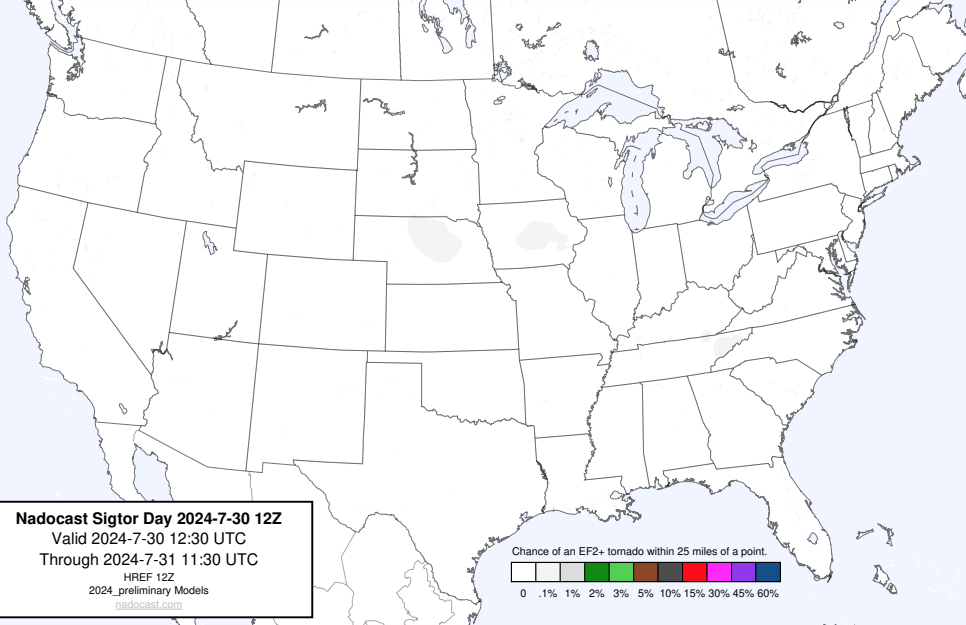 Nadocast Sigtor Day 2024-7-30 12Z
Valid 2024-7-30 12:30 UTC
Through 2024-7-31 11:30 UTC
HREF 12Z
2024_preliminary Models
nadocast.com
Chance of an EF2+ tornado within 25 miles of a point.
0 .1% 1% 2% 3% 5% 10% 15% 30% 45% 60%